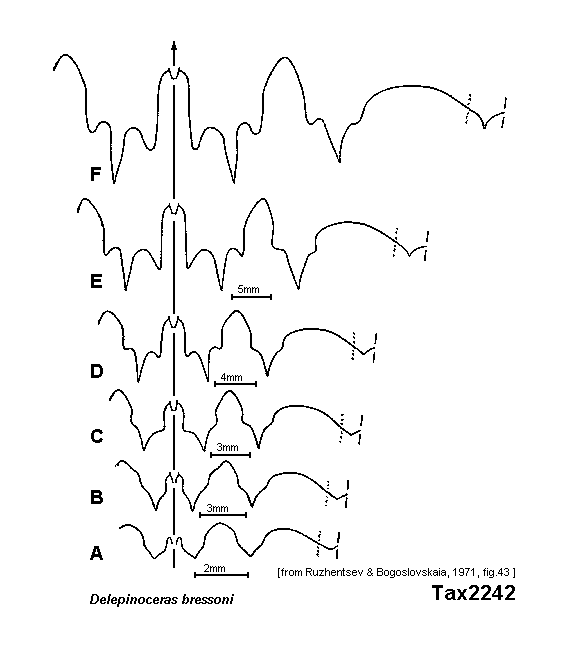 F
E
5mm
D
4mm
C
3mm
B
3mm
A
2mm
[from Ruzhentsev & Bogoslovskaia, 1971, fig.43 ]
Delepinoceras bressoni
Tax2242